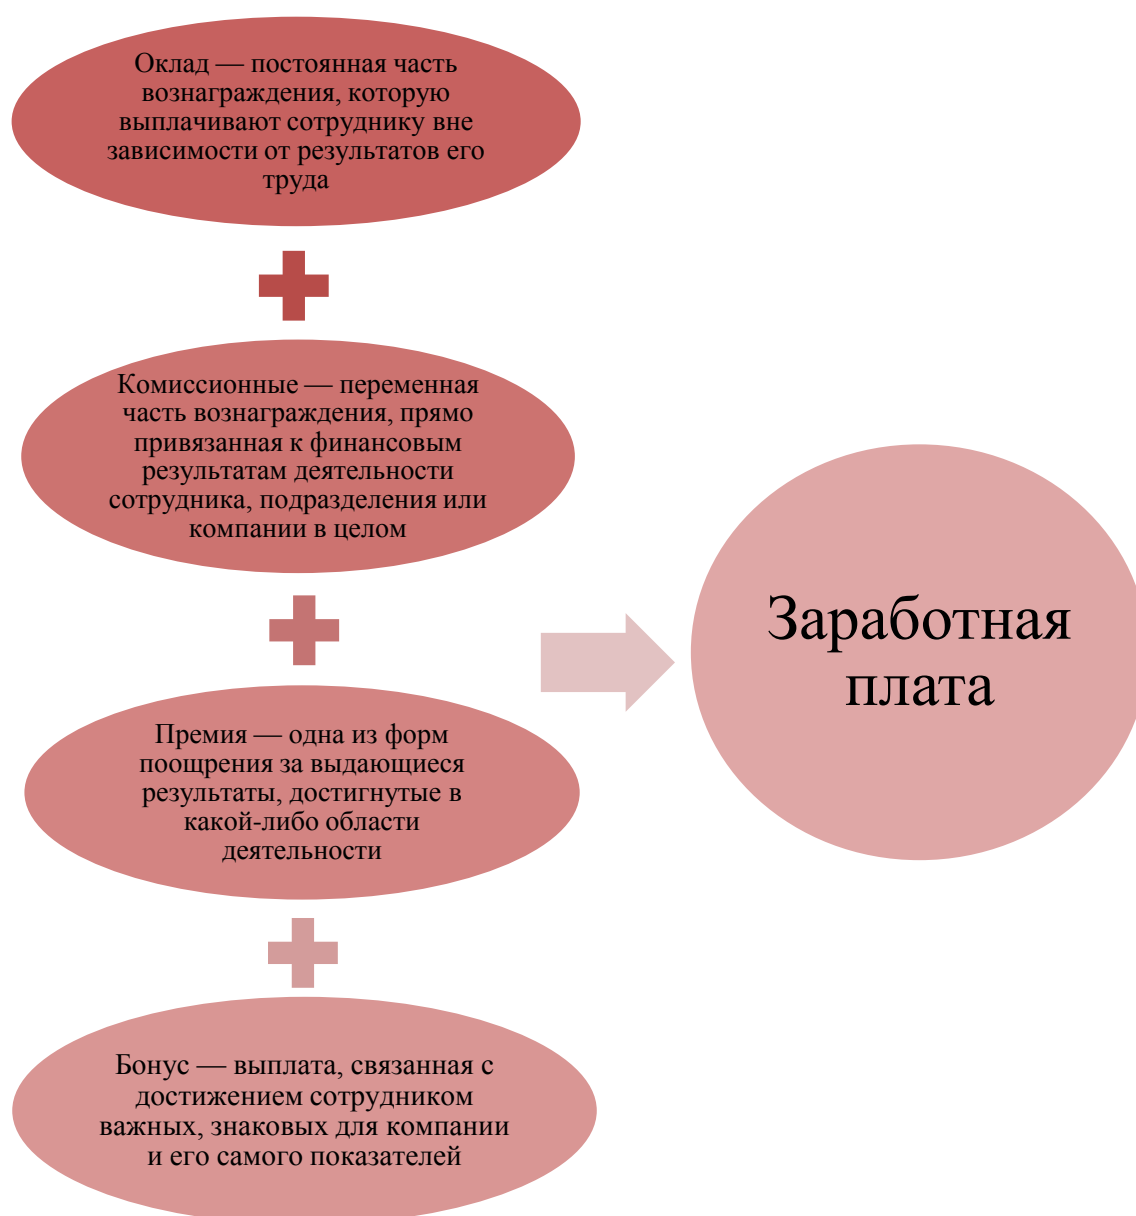 Оклад — постоянная часть
вознаграждения, которую
выплачивают сотруднику вне
зависимости от результатов его
труда
Комиссионные — переменная
часть вознаграждения, прямо
привязанная к финансовым
результатам деятельности
сотрудника, подразделения или
компании в целом
Премия — одна из форм
поощрения за выдающиеся
результаты, достигнутые в
какой-либо области
деятельности
Бонус — выплата, связанная с
достижением сотрудником
важных, знаковых для компании
и его самого показателей
Заработная
плата